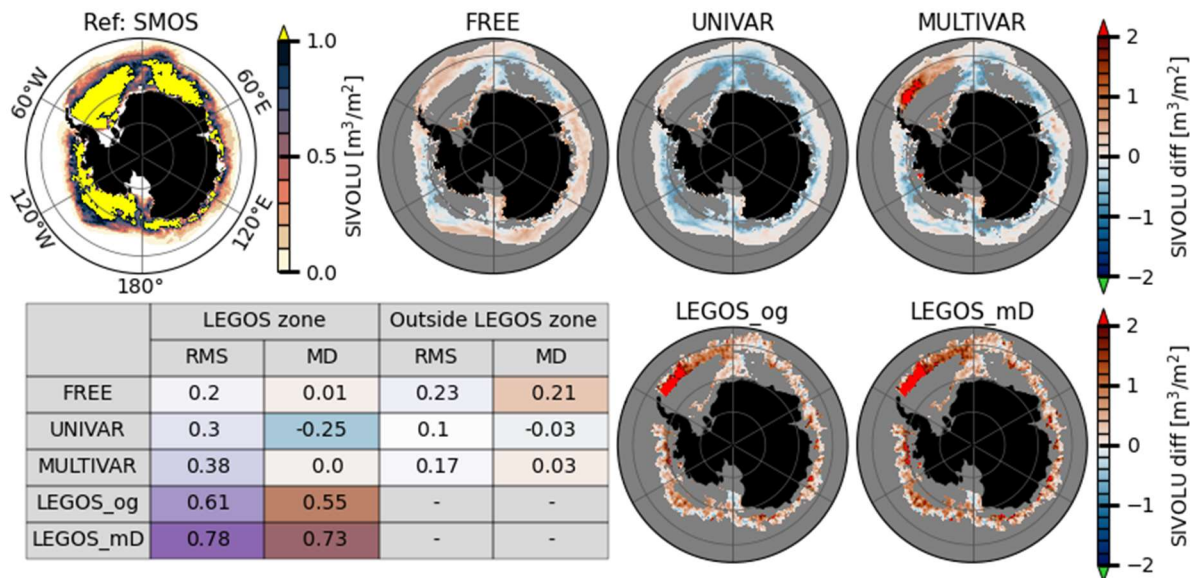 Ref: SMOS
FREE
UNIVAR
MULTIVAR
60°W
60°E
120°W
120°E
180°
1.0
0.5
0.0
SIVOLU [m³/m²]
2
1
0
−1
−2
SIVOLU diff [m³/m²]
LEGOS zone Outside LEGOS zone
RMS MD RMS MD
FREE 0.2 0.01 0.23 0.21
UNIVAR 0.3 -0.25 0.1 -0.03
MULTIVAR 0.38 0.0 0.17 0.03
LEGOS_og 0.61 0.55 - -
LEGOS_mD 0.78 0.73 - -
LEGOS_og
LEGOS_mD
2
1
0
−1
−2
SIVOLU diff [m³/m²]